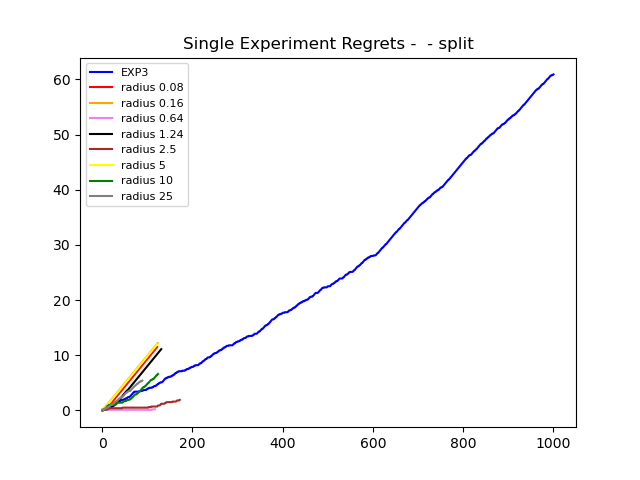 Single Experiment Regrets -  - split
EXP3
radius 0.08
radius 0.16
radius 0.64
radius 1.24
radius 2.5
radius 5
radius 10
radius 25
60
50
40
30
20
10
0
0 200 400 600 800 1000